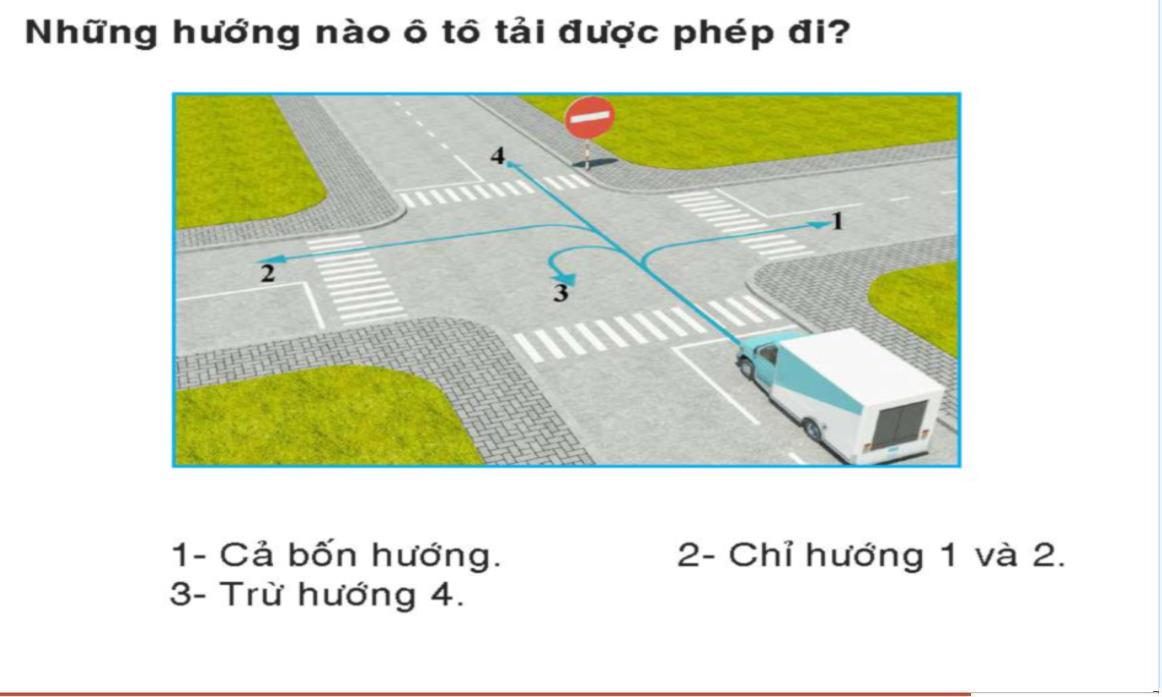 Những hướng nào ô tô tải được phép đi?
4
1
2
3
1- Cả bốn hướng.
2- Chỉ hướng 1 và 2.
3- Trừ hướng 4.